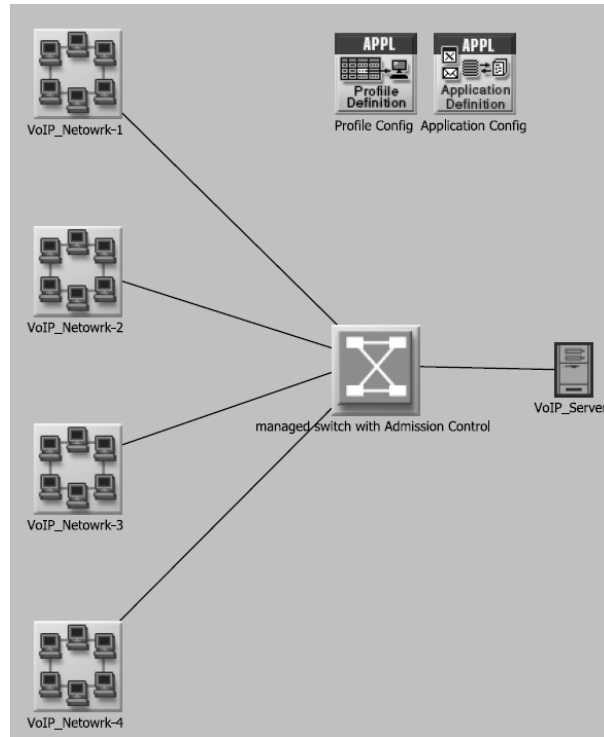 APPL
Profiile
Definition
Profile Config
APPL
Application
Definition
Application Config
VoIP_Netowrk-1
VoIP_Netowrk-2
managed switch with Admission Control
VoIP_Server
VoIP_Netowrk-3
VoIP_Netowrk-4